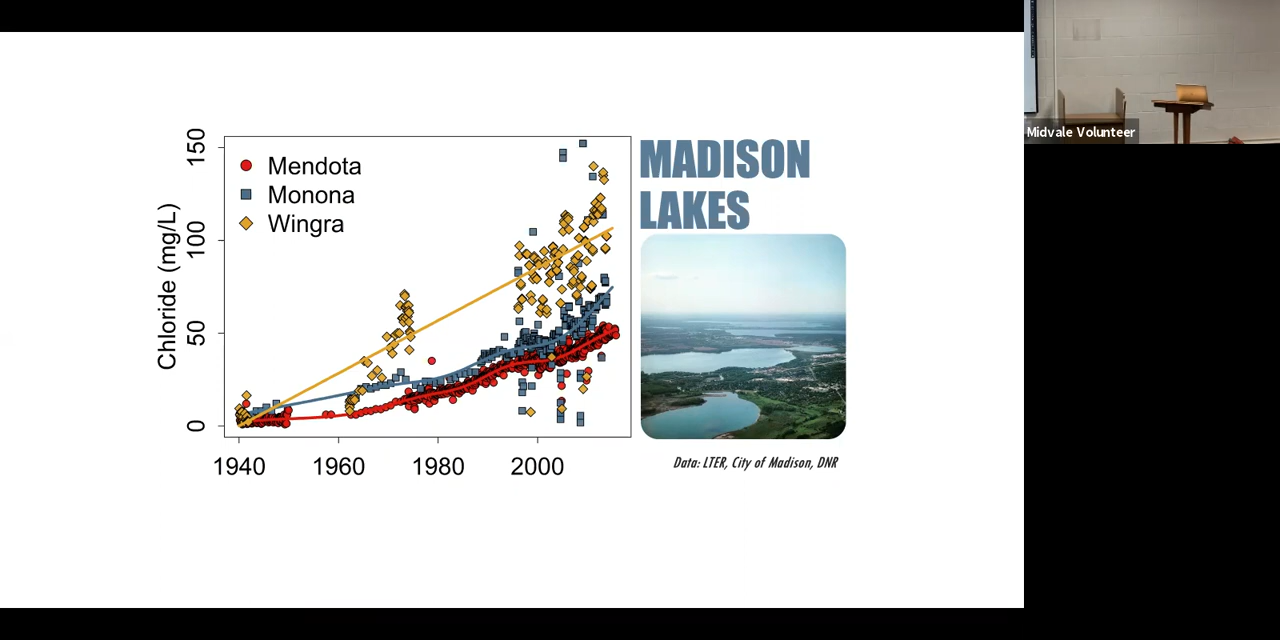 150
100
50
0
Chloride (mg/L)
Mendota
Monona
Wingra
1940 1960 1980 2000
MADISON
LAKES
Data: LTER, City of Madison, DNR
Midvale Volunteer